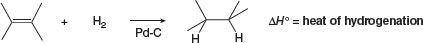 + H₂ Pd-C H H ΔH° = heat of hydrogenation